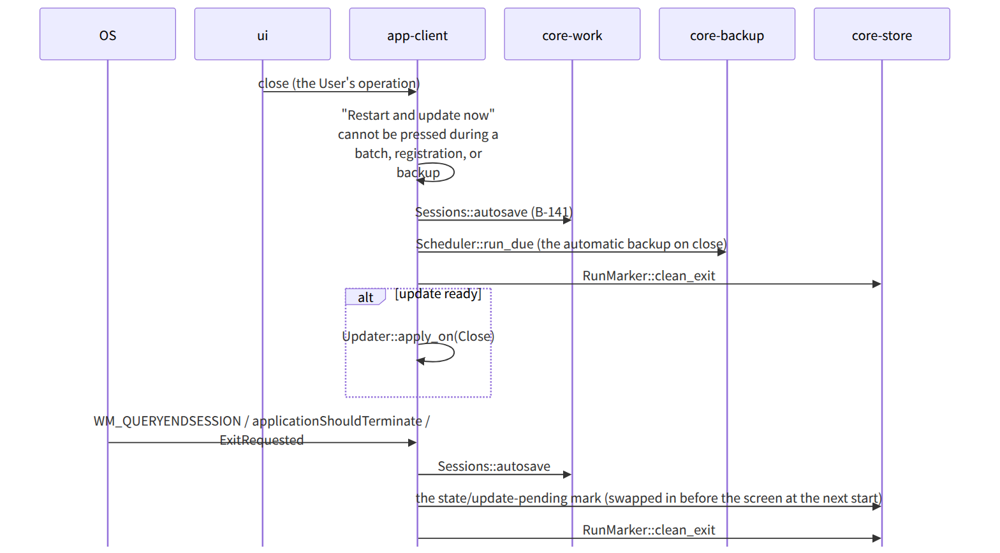 OS
ui
app-client
core-work
core-backup
core-store
close (the User's operation)
"Restart and update now"
cannot be pressed during a
batch, registration, or
backup
Sessions::autosave (B-141)
Scheduler::run_due (the automatic backup on close)
RunMarker::clean_exit
alt
[update ready]
Updater::apply_on(Close)
WM_QUERYENDSESSION / applicationShouldTerminate /
ExitRequested
Sessions::autosave
the state/update-pending mark (swapped in before the screen at the next start)
RunMarker::clean_exit